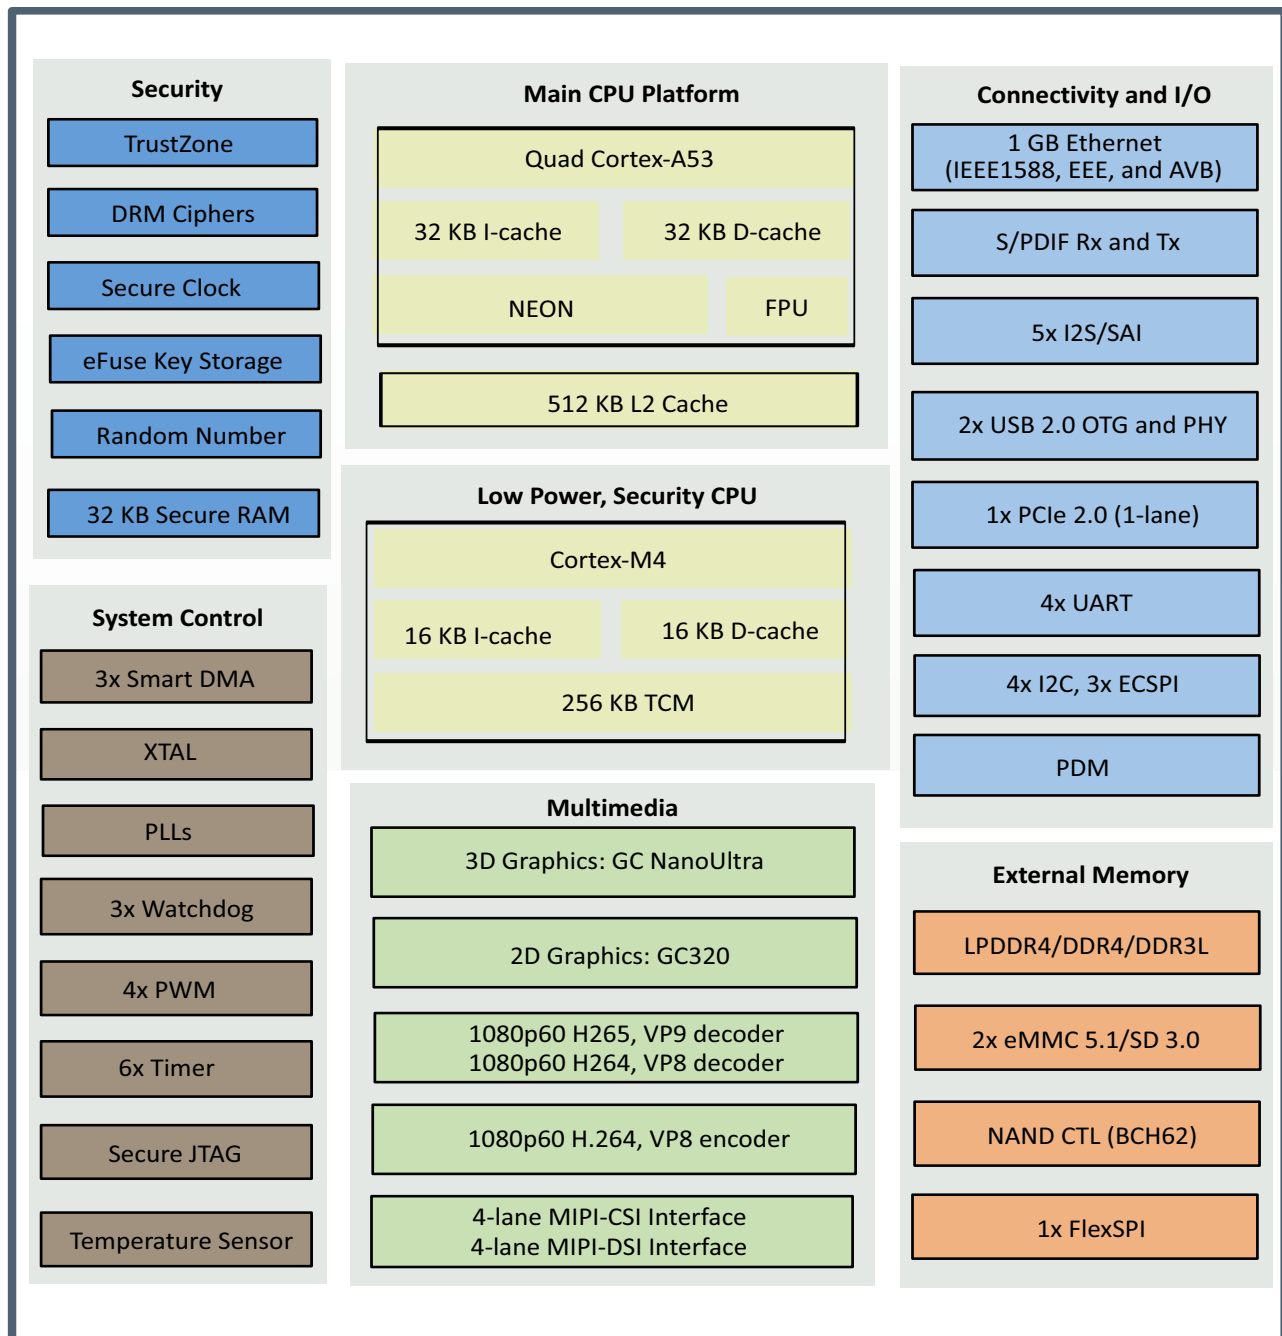 Security
TrustZone
DRM Ciphers
Secure Clock
eFuse Key Storage
Random Number
32 KB Secure RAM
System Control
3x Smart DMA
XTAL
PLLs
3x Watchdog
4x PWM
6x Timer
Secure JTAG
Temperature Sensor
Main CPU Platform
Quad Cortex-A53
32 KB I-cache
32 KB D-cache
NEON
FPU
512 KB L2 Cache
Low Power, Security CPU
Cortex-M4
16 KB I-cache
16 KB D-cache
256 KB TCM
Multimedia
3D Graphics: GC NanoUltra
2D Graphics: GC320
1080p60 H265, VP9 decoder
1080p60 H264, VP8 decoder
1080p60 H.264, VP8 encoder
4-lane MIPI-CSI Interface
4-lane MIPI-DSI Interface
Connectivity and I/O
1 GB Ethernet
(IEEE1588, EEE, and AVB)
S/PDIF Rx and Tx
5x I2S/SAI
2x USB 2.0 OTG and PHY
1x PCIe 2.0 (1-lane)
4x UART
4x I2C, 3x ECSPI
PDM
External Memory
LPDDR4/DDR4/DDR3L
2x eMMC 5.1/SD 3.0
NAND CTL (BCH62)
1x FlexSPI